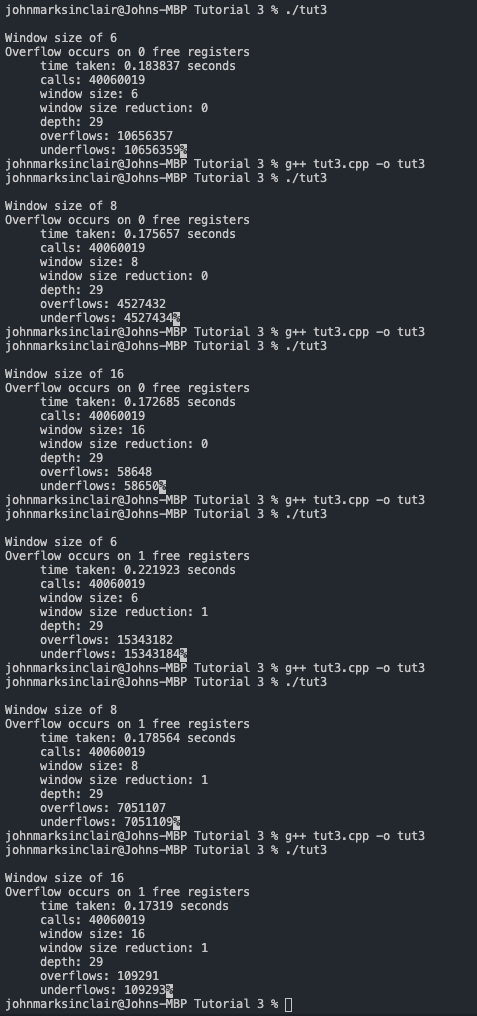 johnmarksinclair@Johns-MBP Tutorial 3 % ./tut3
Window size of 6
Overflow occurs on 0 free registers
time taken: 0.183837 seconds
calls: 40060019
window size: 6
window size reduction: 0
depth: 29
overflows: 10656357
underflows: 10656359%
johnmarksinclair@Johns-MBP Tutorial 3 % g++ tut3.cpp -o tut3
johnmarksinclair@Johns-MBP Tutorial 3 % ./tut3
Window size of 8
Overflow occurs on 0 free registers
time taken: 0.175657 seconds
calls: 40060019
window size: 8
window size reduction: 0
depth: 29
overflows: 4527432
underflows: 4527434%
johnmarksinclair@Johns-MBP Tutorial 3 % g++ tut3.cpp -o tut3
johnmarksinclair@Johns-MBP Tutorial 3 % ./tut3
Window size of 16
Overflow occurs on 0 free registers
time taken: 0.172685 seconds
calls: 40060019
window size: 16
window size reduction: 0
depth: 29
overflows: 58648
underflows: 58650%
johnmarksinclair@Johns-MBP Tutorial 3 % g++ tut3.cpp -o tut3
johnmarksinclair@Johns-MBP Tutorial 3 % ./tut3
Window size of 6
Overflow occurs on 1 free registers
time taken: 0.221923 seconds
calls: 40060019
window size: 6
window size reduction: 1
depth: 29
overflows: 15343182
underflows: 15343184%
johnmarksinclair@Johns-MBP Tutorial 3 % g++ tut3.cpp -o tut3
johnmarksinclair@Johns-MBP Tutorial 3 % ./tut3
Window size of 8
Overflow occurs on 1 free registers
time taken: 0.178564 seconds
calls: 40060019
window size: 8
window size reduction: 1
depth: 29
overflows: 7051107
underflows: 7051109%
johnmarksinclair@Johns-MBP Tutorial 3 % g++ tut3.cpp -o tut3
johnmarksinclair@Johns-MBP Tutorial 3 % ./tut3
Window size of 16
Overflow occurs on 1 free registers
time taken: 0.17319 seconds
calls: 40060019
window size: 16
window size reduction: 1
depth: 29
overflows: 109291
underflows: 109293%
johnmarksinclair@Johns-MBP Tutorial 3 %